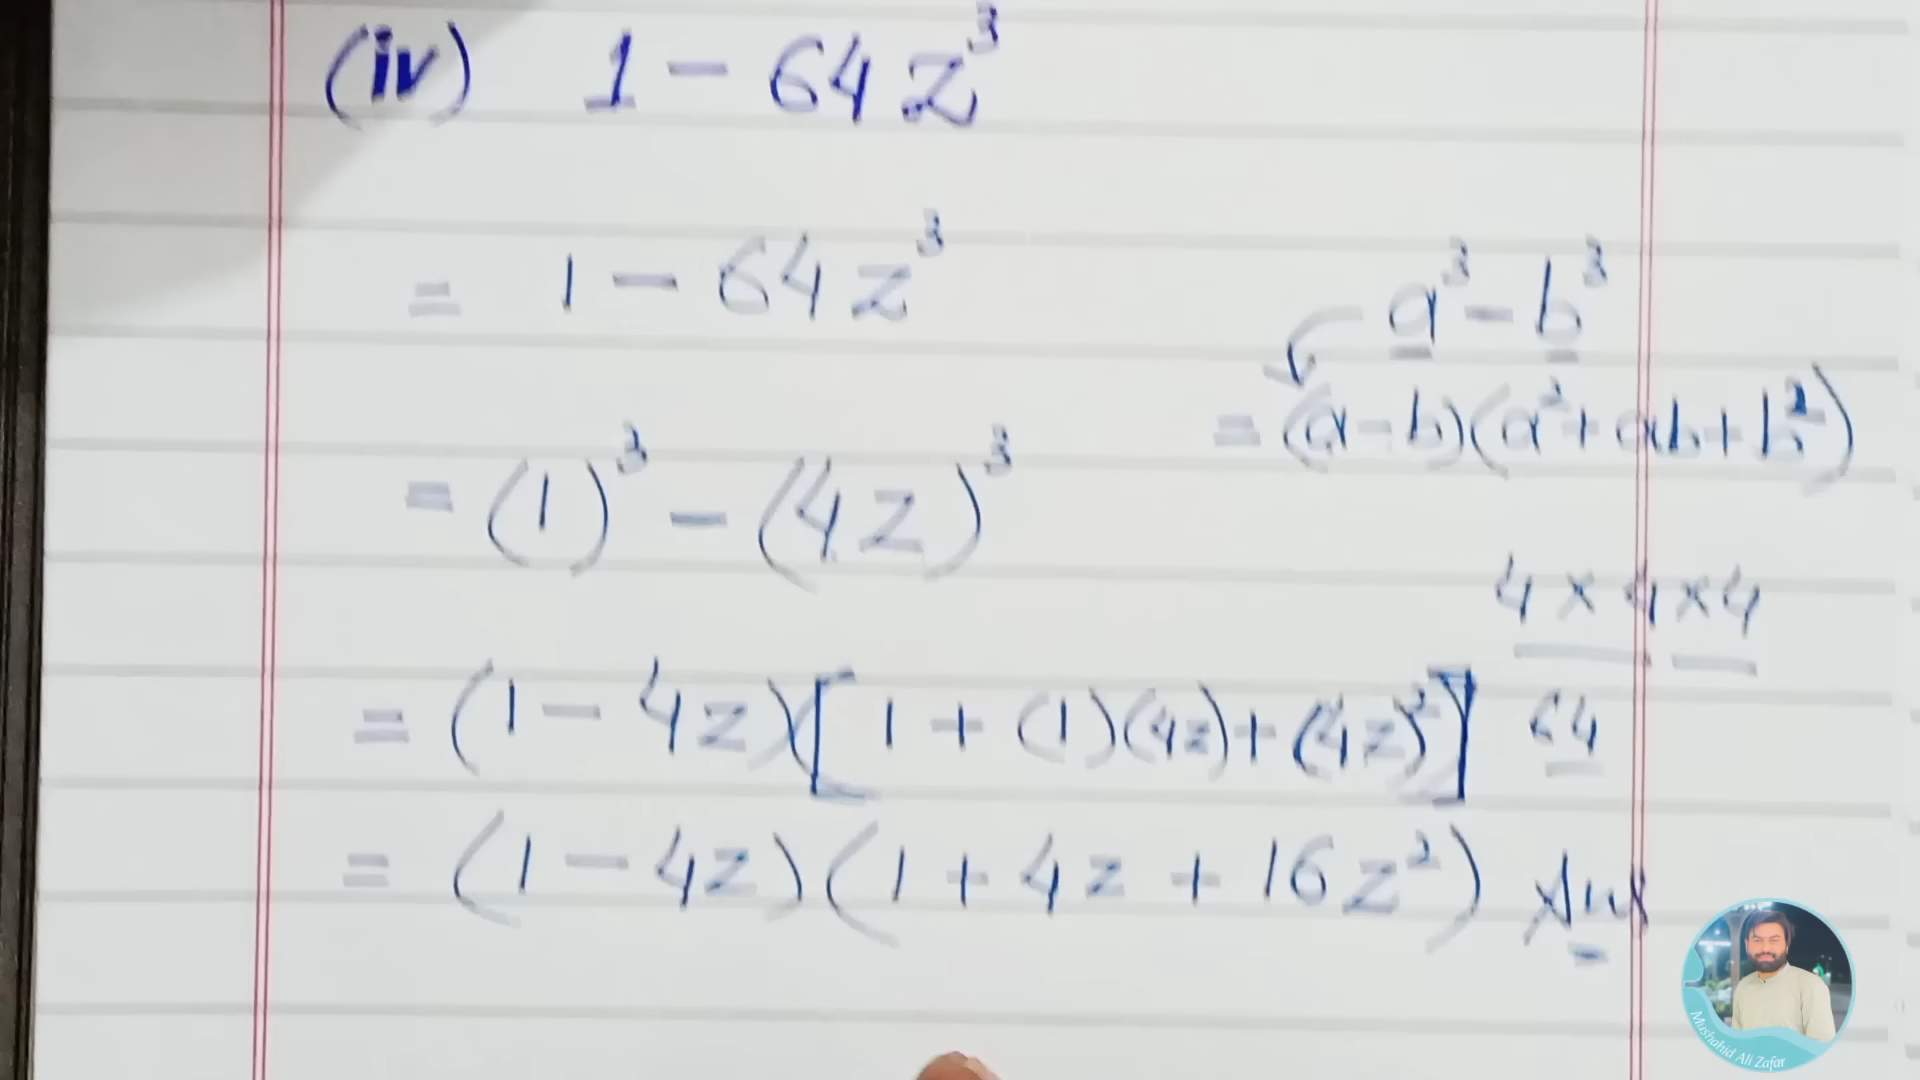 (iv) 1 - 64z³
= 1 - 64z³
a³ - b³
= (a - b)(a² + ab + b²)
= (1)³ - (4z)³
4 × 4 × 4
64
= (1 - 4z)[1 + (1)(4z) + (4z)²]
= (1 - 4z)(1 + 4z + 16z²) Ans
Mushahid Ali Zafar